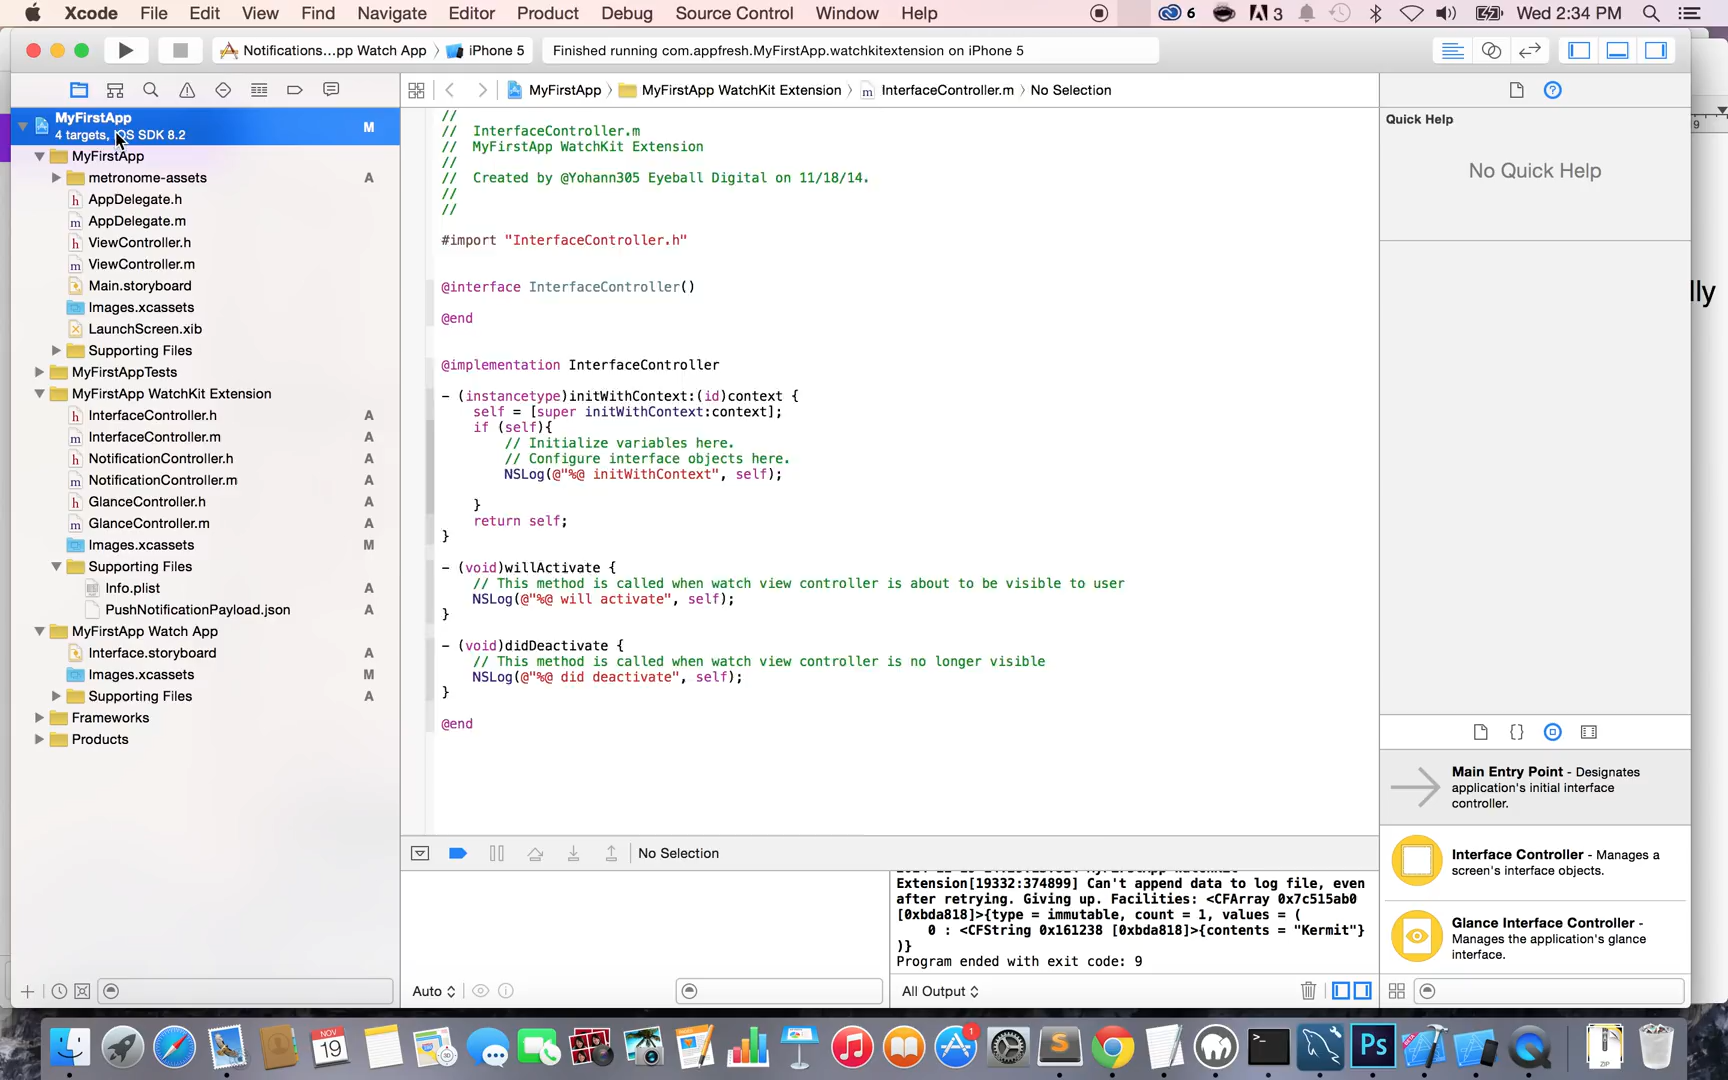 Xcode File Edit View Find Navigate Editor Product Debug Source Control Window Help 6 3 Wed 2:34 PM
Notifications...pp Watch App iPhone 5 Finished running com.appfresh.MyFirstApp.watchkitextension on iPhone 5
MyFirstApp MyFirstApp WatchKit Extension m InterfaceController.m No Selection
MyFirstApp M
4 targets, iOS SDK 8.2
MyFirstApp
metronome-assets A
h AppDelegate.h
m AppDelegate.m
h ViewController.h
m ViewController.m
Main.storyboard
Images.xcassets
LaunchScreen.xib
Supporting Files
MyFirstAppTests
MyFirstApp WatchKit Extension
h InterfaceController.h A
m InterfaceController.m A
h NotificationController.h A
m NotificationController.m A
h GlanceController.h A
m GlanceController.m A
Images.xcassets M
Supporting Files
Info.plist A
PushNotificationPayload.json A
MyFirstApp Watch App
Interface.storyboard A
Images.xcassets M
Supporting Files A
Frameworks
Products
//
// InterfaceController.m
// MyFirstApp WatchKit Extension
//
// Created by @Yohann305 Eyeball Digital on 11/18/14.
//
//
#import "InterfaceController.h"
@interface InterfaceController()
@end
@implementation InterfaceController
- (instancetype)initWithContext:(id)context {
self = [super initWithContext:context];
if (self){
// Initialize variables here.
// Configure interface objects here.
NSLog(@"%@ initWithContext", self);
}
return self;
}
- (void)willActivate {
// This method is called when watch view controller is about to be visible to user
NSLog(@"%@ will activate", self);
}
- (void)didDeactivate {
// This method is called when watch view controller is no longer visible
NSLog(@"%@ did deactivate", self);
}
@end
No Selection
Extension[19332:374899] Can't append data to log file, even
after retrying. Giving up. Facilities: <CFArray 0x7c515ab0
[0xbda818]>{type = immutable, count = 1, values = (
0 : <CFString 0x161238 [0xbda818]>{contents = "Kermit"}
)}
Program ended with exit code: 9
Auto
All Output
Quick Help
No Quick Help
Main Entry Point - Designates
application's initial interface
controller.
Interface Controller - Manages a
screen's interface objects.
Glance Interface Controller -
Manages the application's glance
interface.
9
lly
NOV
19
1
S
Ps
ZIP